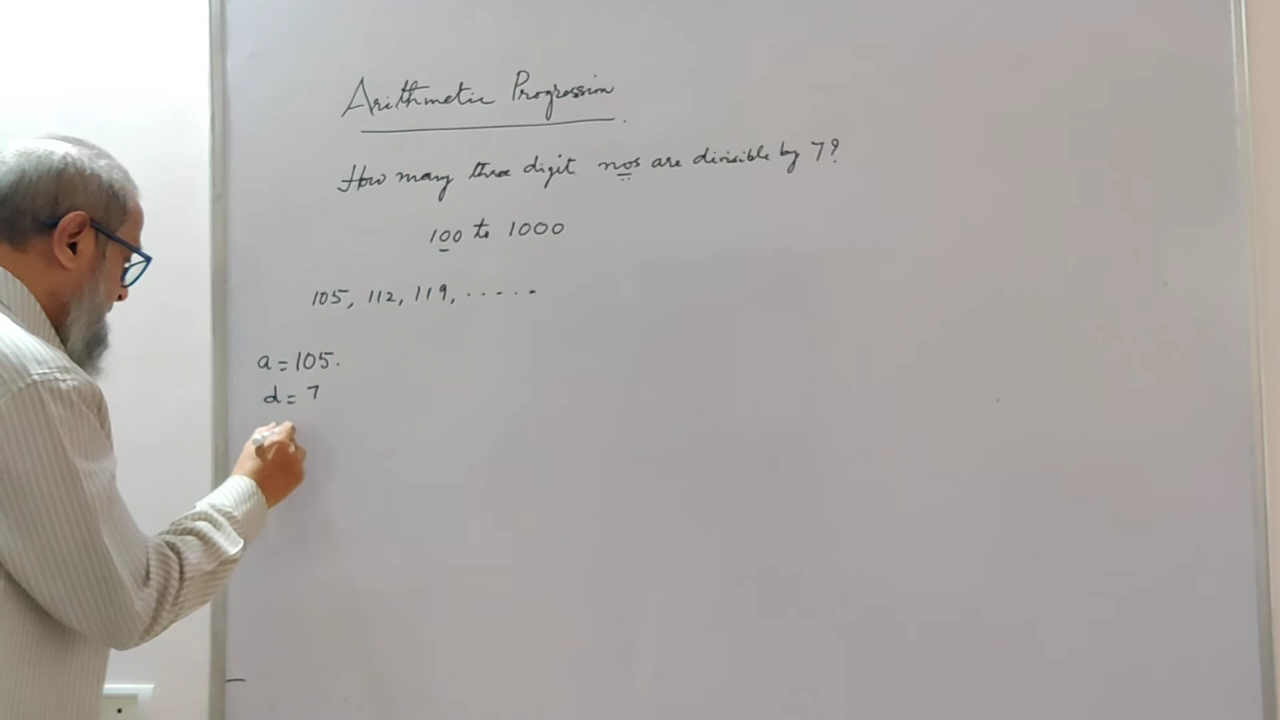 Arithmetic Progression
How many three digit nos are divisible by 7?
100 to 1000
105, 112, 119, ......
a = 105.
d = 7